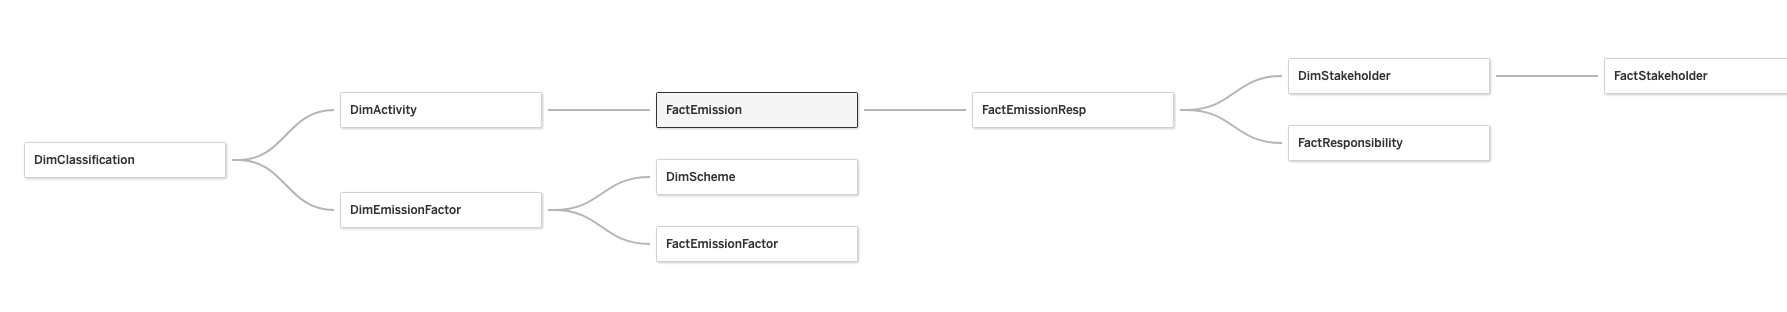 DimClassification
DimActivity
DimEmissionFactor
FactEmission
DimScheme
FactEmissionFactor
FactEmissionResp
DimStakeholder
FactResponsibility
FactStakeholder